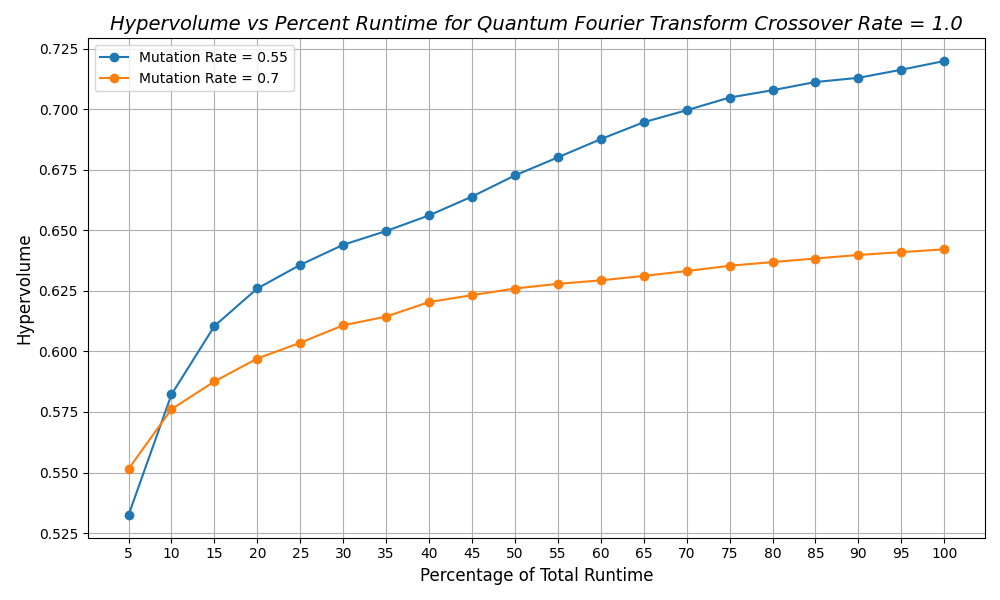 Hypervolume vs Percent Runtime for Quantum Fourier Transform Crossover Rate = 1.0
Mutation Rate = 0.55
Mutation Rate = 0.7
Hypervolume
0.725
0.700
0.675
0.650
0.625
0.600
0.575
0.550
0.525
5 10 15 20 25 30 35 40 45 50 55 60 65 70 75 80 85 90 95 100
Percentage of Total Runtime